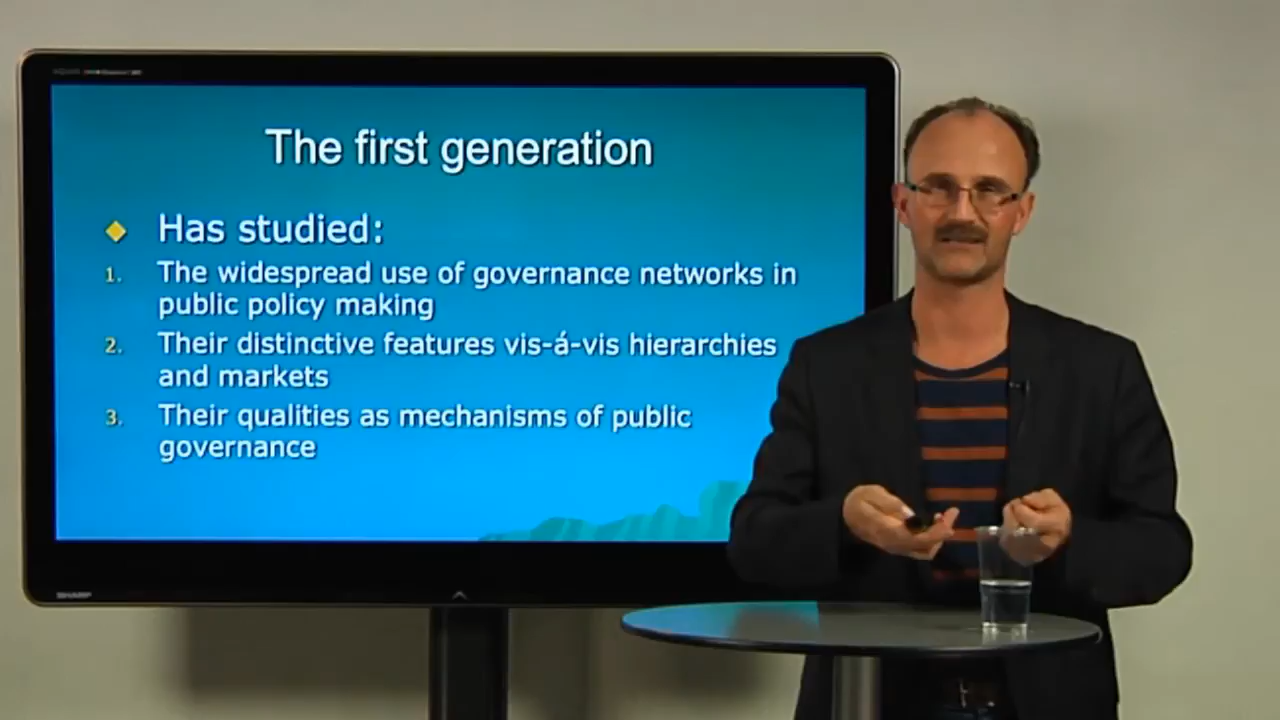 The first generation
Has studied:
1. The widespread use of governance networks in
public policy making
2. Their distinctive features vis-á-vis hierarchies
and markets
3. Their qualities as mechanisms of public
governance
SHARP